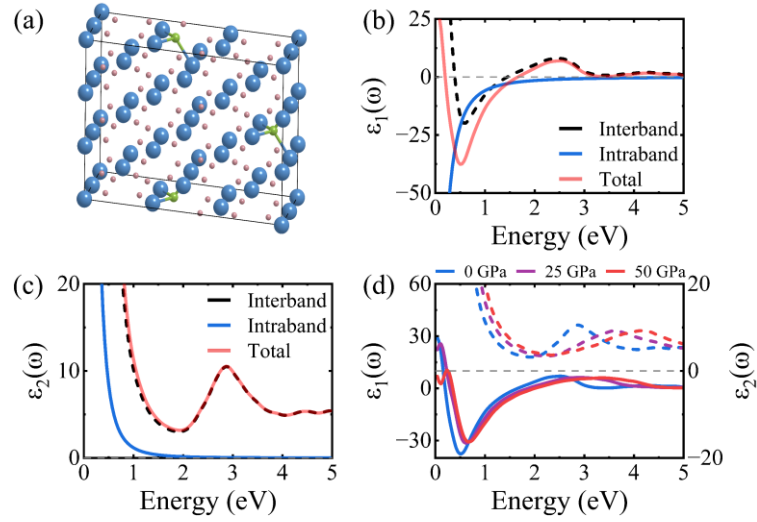 (a)
(b)
25
0
−25
−50
ε₁(ω)
Interband
Intraband
Total
0 1 2 3 4 5
Energy (eV)
(c)
20
10
0
ε₂(ω)
Interband
Intraband
Total
0 1 2 3 4 5
Energy (eV)
(d)
0 GPa 25 GPa 50 GPa
60
30
0
−30
ε₁(ω)
20
0
−20
ε₂(ω)
0 1 2 3 4 5
Energy (eV)